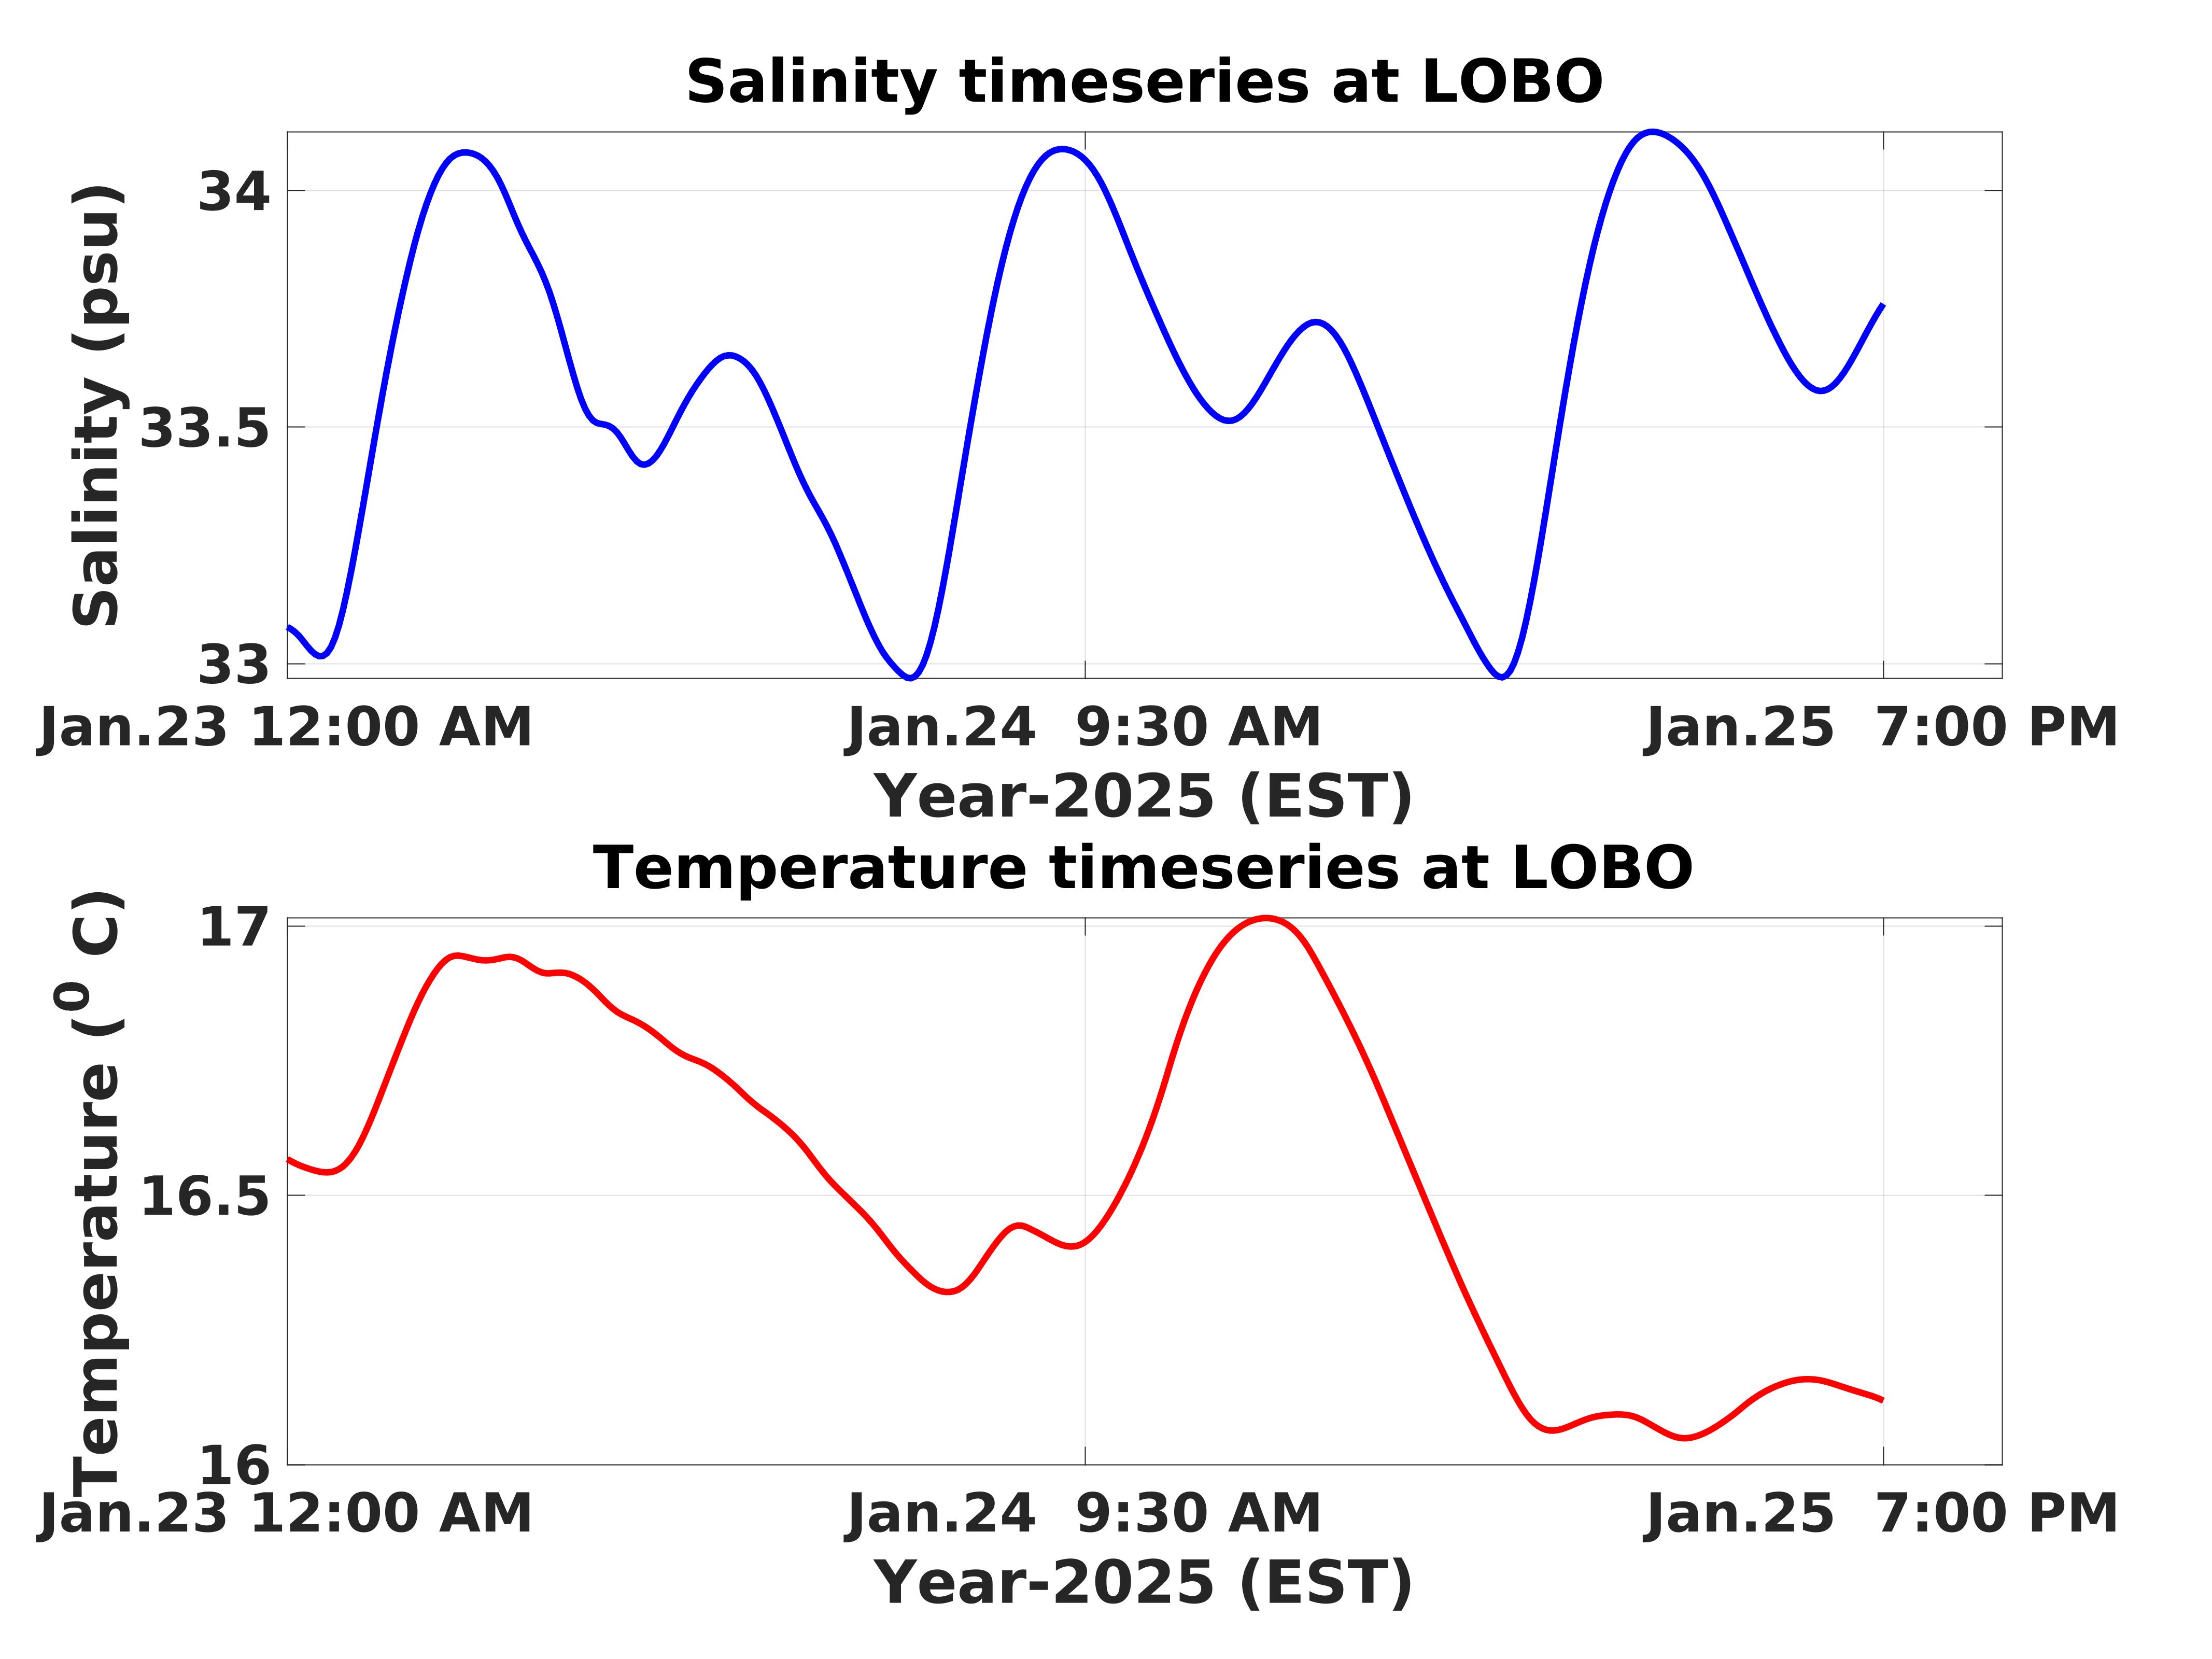 Salinity timeseries at LOBO
Salinity (psu)
34
33.5
33
Jan.23 12:00 AM Jan.24 9:30 AM Jan.25 7:00 PM
Year-2025 (EST)
Temperature timeseries at LOBO
Temperature (⁰ C)
17
16.5
16
Jan.23 12:00 AM Jan.24 9:30 AM Jan.25 7:00 PM
Year-2025 (EST)